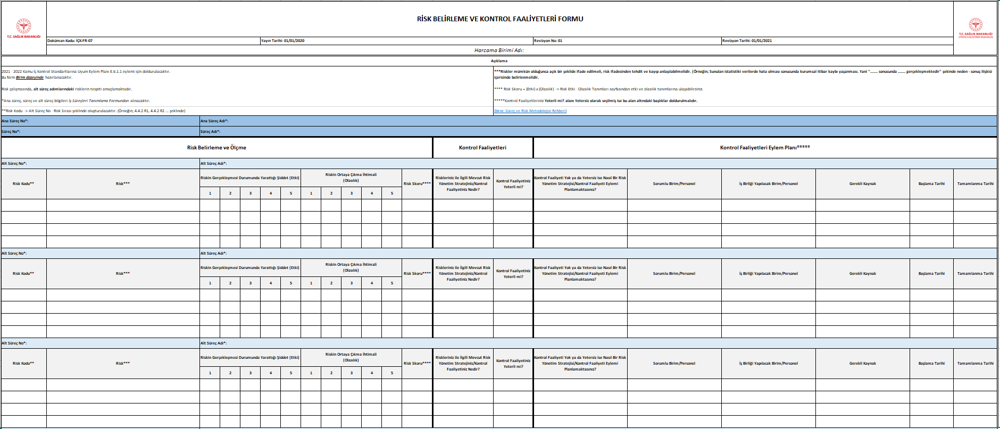 T.C. SAĞLIK BAKANLIĞI
RİSK BELİRLEME VE KONTROL FAALİYETLERİ FORMU
T.C. SAĞLIK BAKANLIĞI
STRATEJİ GELİŞTİRME BAŞKANLIĞI
Doküman Kodu: İÇK-FR-07
Yayın Tarihi: 01/01/2020
Revizyon No: 01
Revizyon Tarihi: 01/01/2021
Harcama Birimi Adı:
Açıklama
2021 - 2022 Kamu İç Kontrol Standartlarına Uyum Eylem Planı E.6.1.1 eylemi için doldurulacaktır.
Bu form Birim düzeyinde hazırlanacaktır.
Risk çalışmasında, alt süreç adımlarındaki risklerin tespiti amaçlamaktadır.
*Ana süreç, süreç ve alt süreç bilgileri İş Süreçleri Tanımlama Formundan alınacaktır.
**Risk Kodu -> Alt Süreç No - Risk Sırası şeklinde oluşturulacaktır. (Örneğin; 4.4.2-R1, 4.4.2-R2 ... şeklinde)
***Riskler mümkün olduğunca açık bir şekilde ifade edilmeli, risk ifadesinden tehdit ve kayıp anlaşılabilmelidir. (Örneğin; Sunulan istatistiki verilerde hata olması sonucunda kurumsal itibar kaybı yaşanması. Yani "....... sonucunda ....... gerçekleşmektedir" şekinde neden - sonuç ilişkisi
içerisinde belirlenmelidir.
**** Risk Skoru = (Etki) x (Olasılık) -> Risk Etki - Olasılık Tanımları sayfasından etki ve olasılık tanımlarına ulaşabilirsiniz.
*****Kontrol Faaliyetleriniz Yeterli mi? alanı Yetersiz olarak seçilmiş ise bu alan altındaki başlıklar doldurulmalıdır.
(bknz: Süreç ve Risk Metodolojisi Rehberi)
Ana Süreç No*:
Ana Süreç Adı*:
Süreç No*:
Süreç Adı*:
Risk Belirleme ve Ölçme
Kontrol Faaliyetleri
Kontrol Faaliyetleri Eylem Planı*****
Alt Süreç No*:
Alt Süreç Adı*:
Risk Kodu**
Risk***
Riskin Gerçekleşmesi Durumunda Yarattığı Şiddet (Etki)
1 2 3 4 5
Riskin Ortaya Çıkma İhtimali
(Olasılık)
1 2 3 4 5
Risk Skoru****
Riskleriniz ile İlgili Mevcut Risk
Yönetim Stratejiniz/Kontrol
Faaliyetiniz Nedir?
Kontrol Faaliyetiniz
Yeterli mi?
Kontrol Faaliyeti Yok ya da Yetersiz ise Nasıl Bir Risk
Yönetim Stratejisi/Kontrol Faaliyeti Eylemi
Planlamaktasınız?
Sorumlu Birim/Personel
İş Birliği Yapılacak Birim/Personel
Gerekli Kaynak
Başlama Tarihi
Tamamlanma Tarihi
Alt Süreç No*:
Alt Süreç Adı*:
Risk Kodu**
Risk***
Riskin Gerçekleşmesi Durumunda Yarattığı Şiddet (Etki)
1 2 3 4 5
Riskin Ortaya Çıkma İhtimali
(Olasılık)
1 2 3 4 5
Risk Skoru****
Riskleriniz ile İlgili Mevcut Risk
Yönetim Stratejiniz/Kontrol
Faaliyetiniz Nedir?
Kontrol Faaliyetiniz
Yeterli mi?
Kontrol Faaliyeti Yok ya da Yetersiz ise Nasıl Bir Risk
Yönetim Stratejisi/Kontrol Faaliyeti Eylemi
Planlamaktasınız?
Sorumlu Birim/Personel
İş Birliği Yapılacak Birim/Personel
Gerekli Kaynak
Başlama Tarihi
Tamamlanma Tarihi
Alt Süreç No*:
Alt Süreç Adı*:
Risk Kodu**
Risk***
Riskin Gerçekleşmesi Durumunda Yarattığı Şiddet (Etki)
1 2 3 4 5
Riskin Ortaya Çıkma İhtimali
(Olasılık)
1 2 3 4 5
Risk Skoru****
Riskleriniz ile İlgili Mevcut Risk
Yönetim Stratejiniz/Kontrol
Faaliyetiniz Nedir?
Kontrol Faaliyetiniz
Yeterli mi?
Kontrol Faaliyeti Yok ya da Yetersiz ise Nasıl Bir Risk
Yönetim Stratejisi/Kontrol Faaliyeti Eylemi
Planlamaktasınız?
Sorumlu Birim/Personel
İş Birliği Yapılacak Birim/Personel
Gerekli Kaynak
Başlama Tarihi
Tamamlanma Tarihi